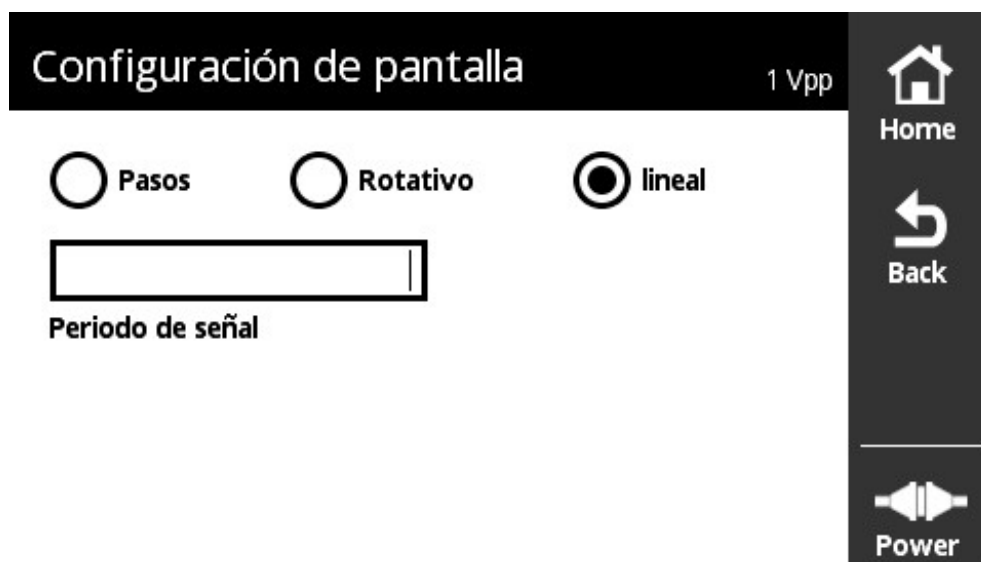 Configuración de pantalla
1 Vpp
Home
Pasos Rotativo lineal
Back
Periodo de señal
Power